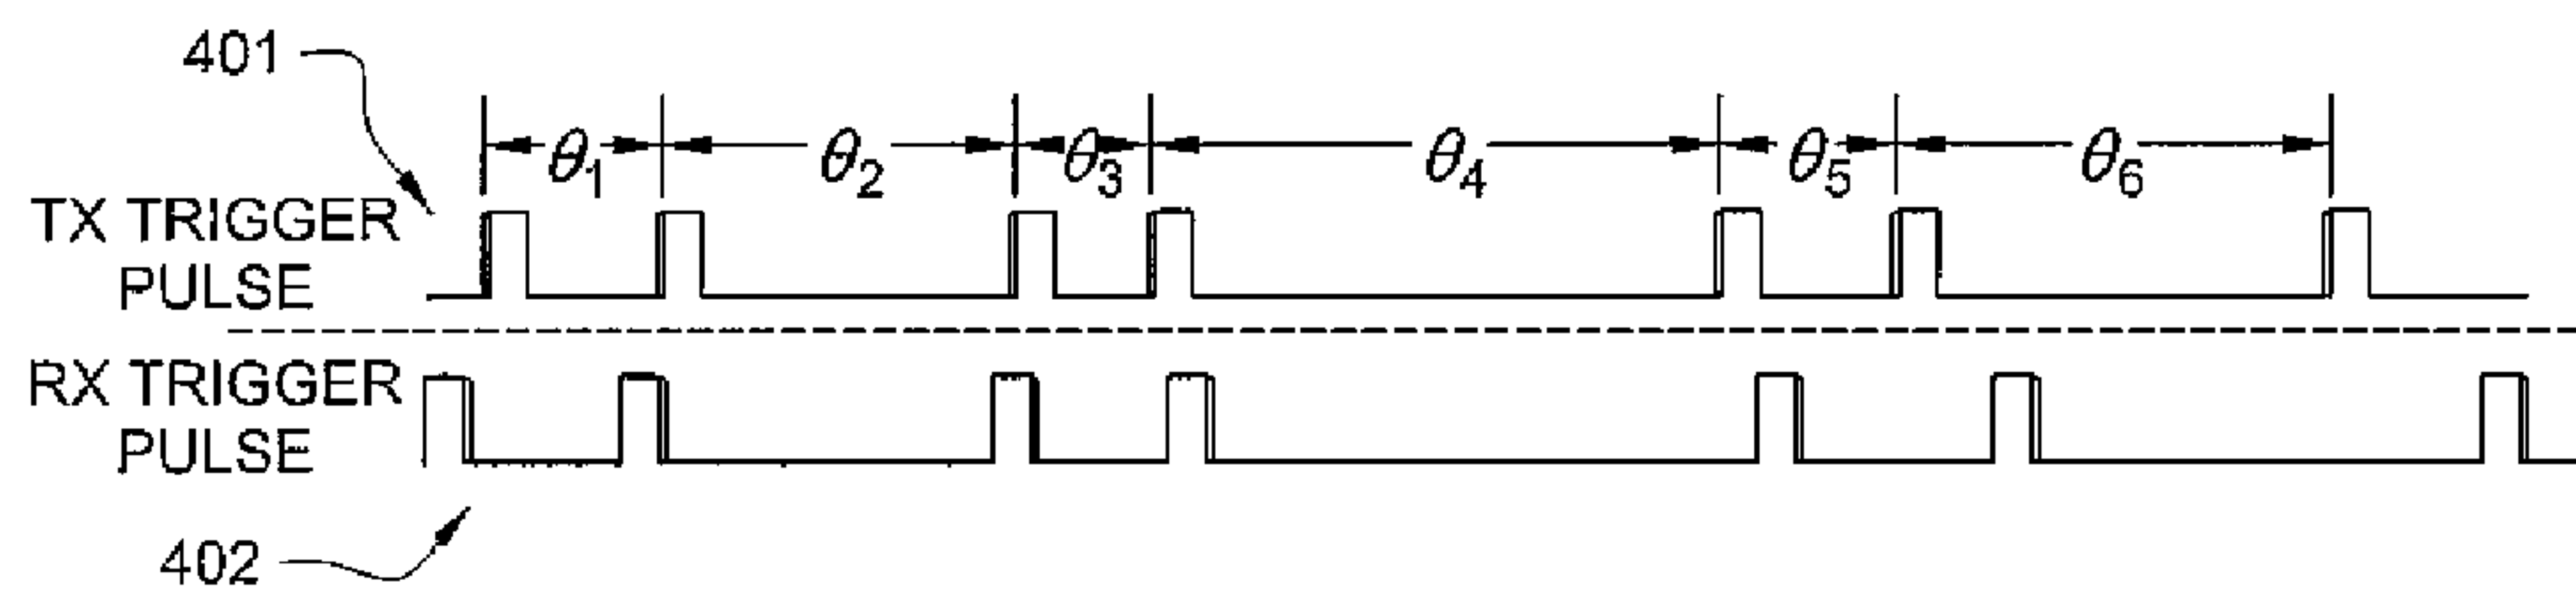 401
θ1 θ2 θ3 θ4 θ5 θ6
TX TRIGGER
PULSE
RX TRIGGER
PULSE
402